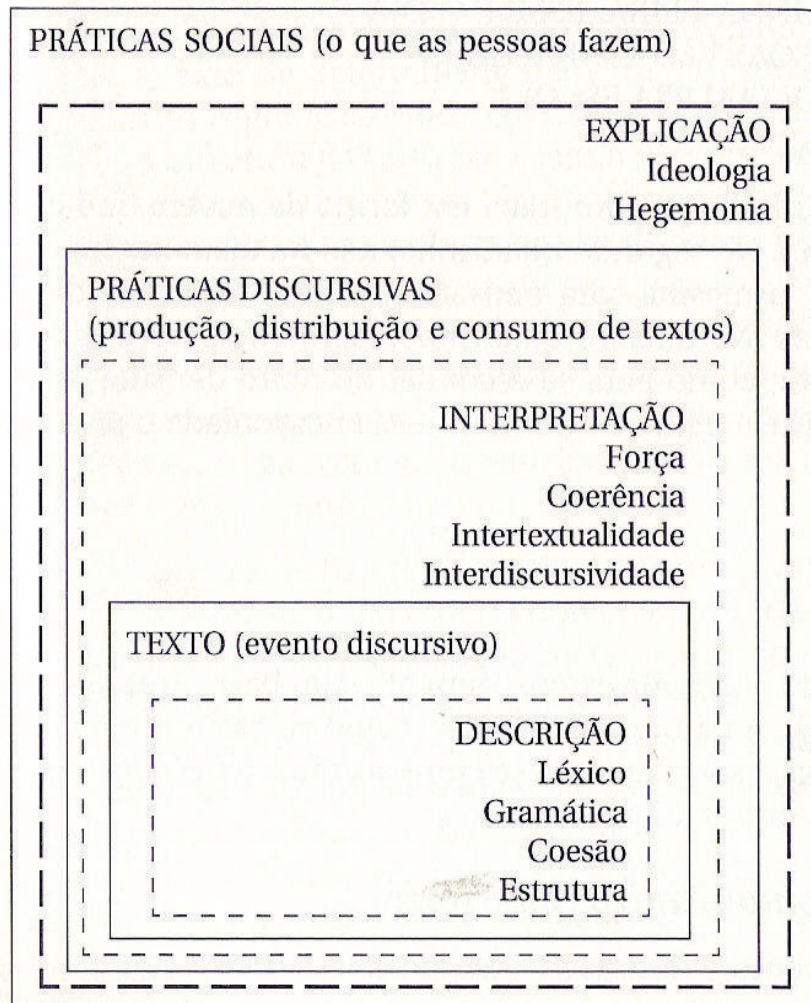 PRÁTICAS SOCIAIS (o que as pessoas fazem)
EXPLICAÇÃO
Ideologia
Hegemonia
PRÁTICAS DISCURSIVAS
(produção, distribuição e consumo de textos)
INTERPRETAÇÃO
Força
Coerência
Intertextualidade
Interdiscursividade
TEXTO (evento discursivo)
DESCRIÇÃO
Léxico
Gramática
Coesão
Estrutura